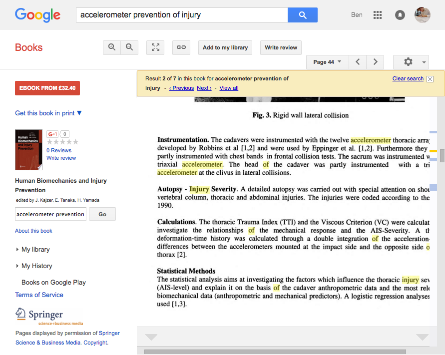 Google
accelerometer prevention of injury
Ben
Books
Add to my library
Write review
Page 44
EBOOK FROM £32.40
Result 2 of 7 in this book for accelerometer prevention of
injury - ‹ Previous Next › - View all
Clear search
Get this book in print ▼
G+1 0
0 Reviews
Write review
Human Biomechanics and Injury
Prevention
edited by J. Kajzer, E. Tanaka, H. Yamada
accelerometer prevention
Go
About this book
My library
My History
Books on Google Play
Terms of Service
Springer
Pages displayed by permission of Springer
Science & Business Media. Copyright.
Fig. 3. Rigid wall lateral collision
Instrumentation. The cadavers were instrumented with the twelve accelerometer thoracic array
developed by Robbins et al [1,2] and were used by Eppinger et al. [1,2]. Furthermore they
partly instrumented with chest bands in frontal collision tests. The sacrum was instrumented w
triaxial accelerometer. The head of the cadaver was partly instrumented with a tri
accelerometer at the clivus in lateral collisions.
Autopsy - Injury Severity. A detailed autopsy was carried out with special attention on shou
vertebral column, thoracic and abdominal injuries. The injuries were coded according to the
1990.
Calculations. The thoracic Trauma Index (TTI) and the Viscous Criterion (VC) were calculat
investigate the relationships of the mechanical response and the AIS-Severity. A th
deformation-time history was calculated through a double integration of the acceleration-
differences between the accelerometers mounted at the impact side and the opposite side o
thorax [2].
Statistical Methods
The statistical analysis aims at investigating the factors which influence the thoracic injury sev
(AIS-level) and explain it on the basis of the cadaver anthropometric data and the most rele
biomechanical data (anthropometric and mechanical predictors). A logistic regression analyses
used [1,3].